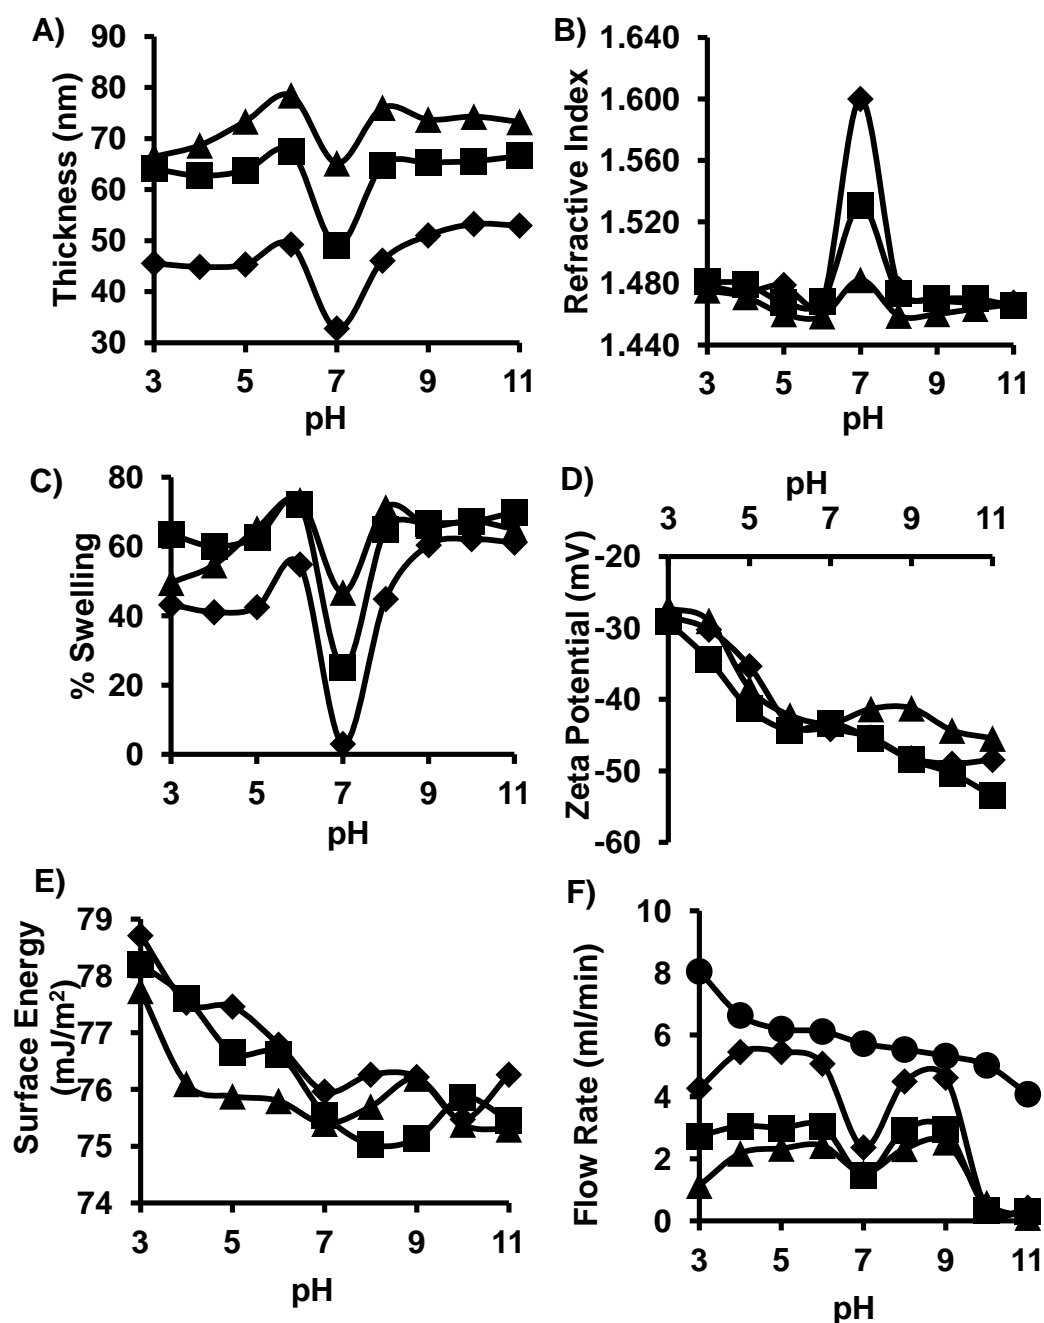 A)
Thickness (nm)
90
80
70
60
50
40
30
3 5 7 9 11
pH
B)
Refractive Index
1.640
1.600
1.560
1.520
1.480
1.440
3 5 7 9 11
pH
C)
% Swelling
80
60
40
20
0
3 5 7 9 11
pH
D)
pH
3 5 7 9 11
Zeta Potential (mV)
-20
-30
-40
-50
-60
E)
Surface Energy
(mJ/m²)
79
78
77
76
75
74
3 5 7 9 11
pH
F)
Flow Rate (ml/min)
10
8
6
4
2
0
3 5 7 9 11
pH